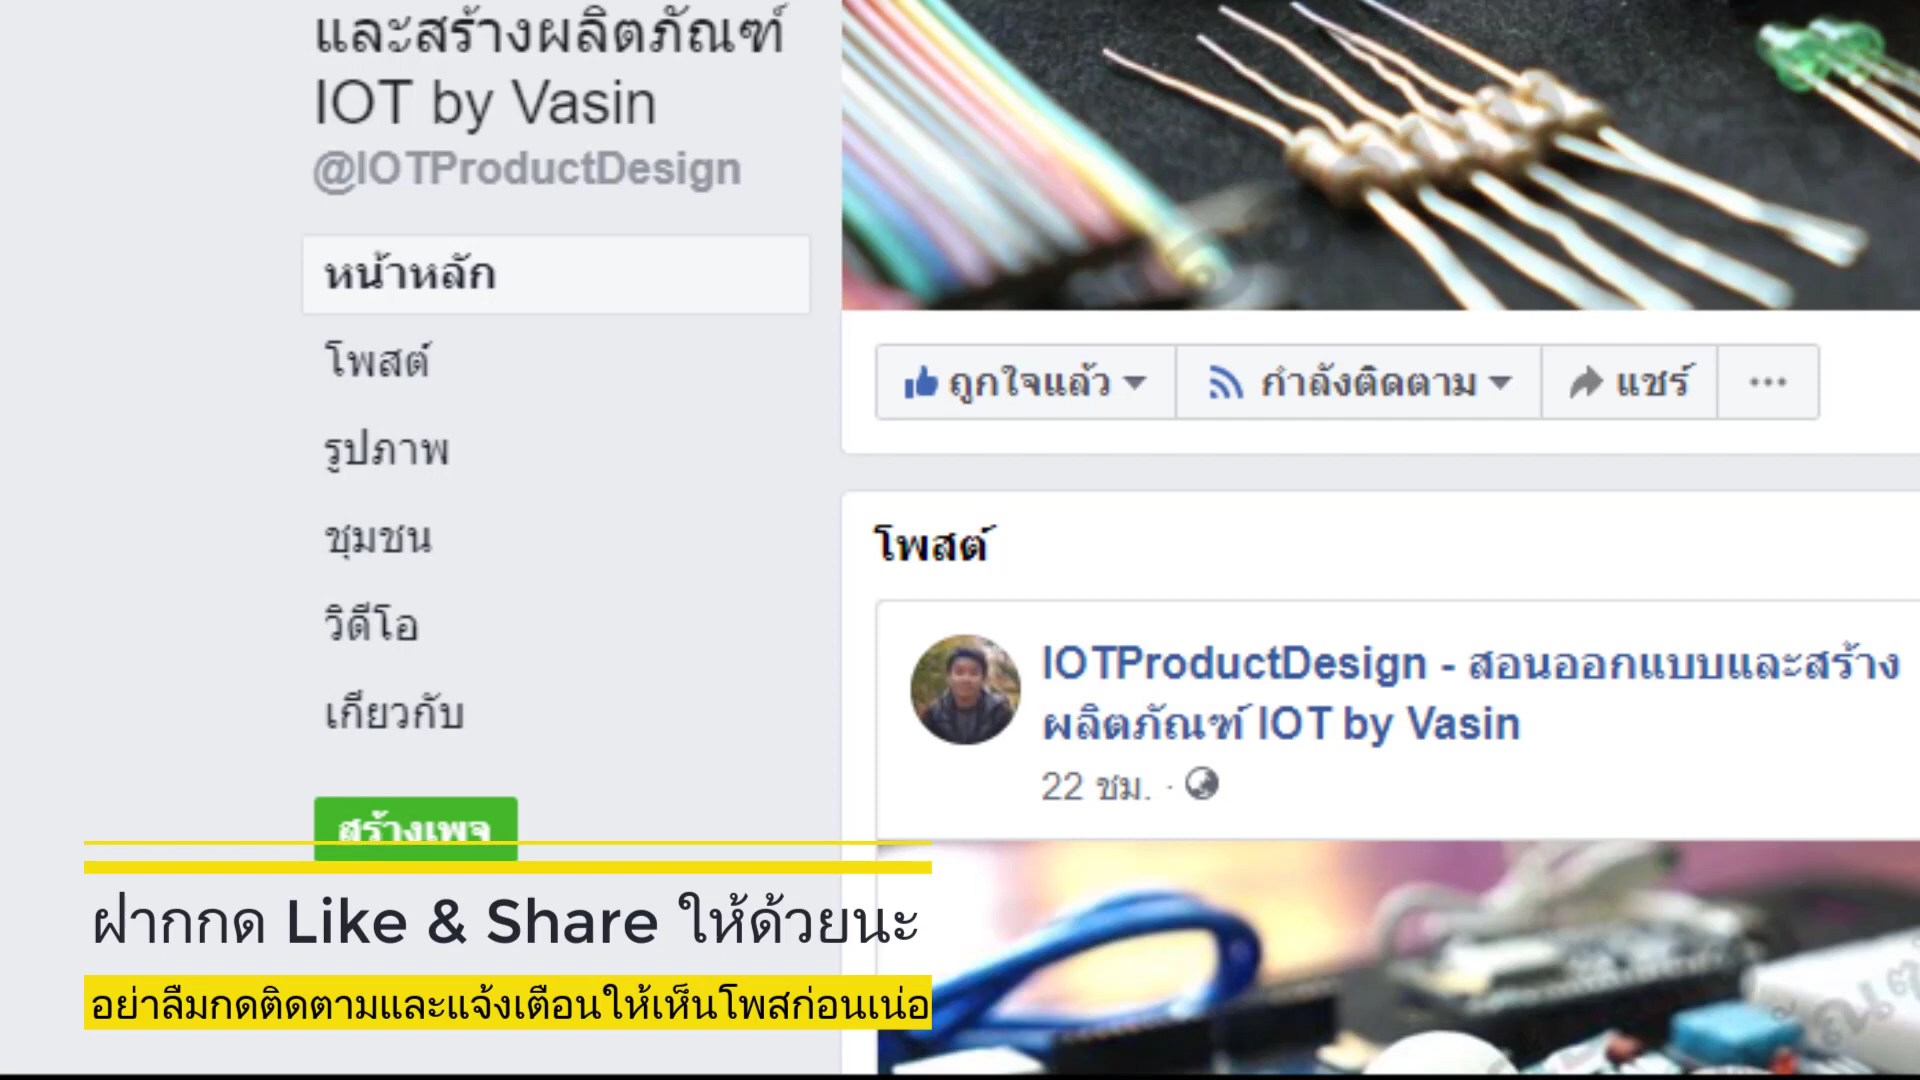 และสร้างผลิตภัณฑ์
IOT by Vasin
@IOTProductDesign
หน้าหลัก
โพสต์
รูปภาพ
ชุมชน
วิดีโอ
เกี่ยวกับ
สร้างเพจ
ถูกใจแล้ว
กำลังติดตาม
แชร์
โพสต์
IOTProductDesign - สอนออกแบบและสร้าง
ผลิตภัณฑ์ IOT by Vasin
22 ชม.
ฝากกด Like & Share ให้ด้วยนะ
อย่าลืมกดติดตามและแจ้งเตือนให้เห็นโพสก่อนเน่อ